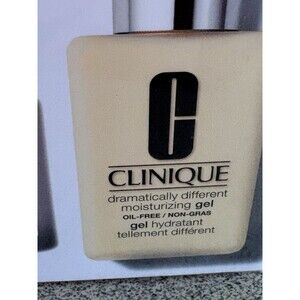 CLINIQUE
dramatically different
moisturizing gel
OIL-FREE / NON-GRAS
gel hydratant
tellement différent